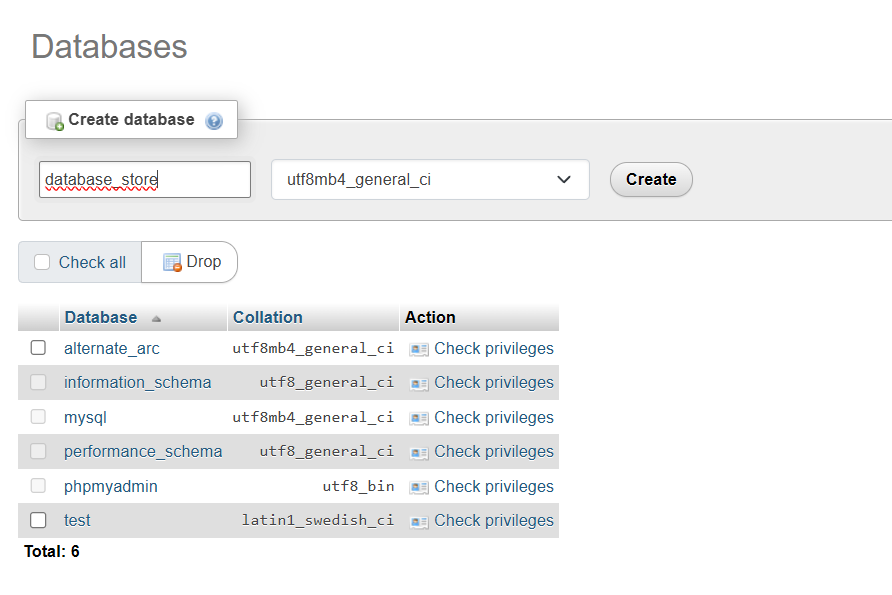 Databases
Create database
database_store utf8mb4_general_ci Create
Check all Drop
Database Collation Action
alternate_arc utf8mb4_general_ci Check privileges
information_schema utf8_general_ci Check privileges
mysql utf8mb4_general_ci Check privileges
performance_schema utf8_general_ci Check privileges
phpmyadmin utf8_bin Check privileges
test latin1_swedish_ci Check privileges
Total: 6